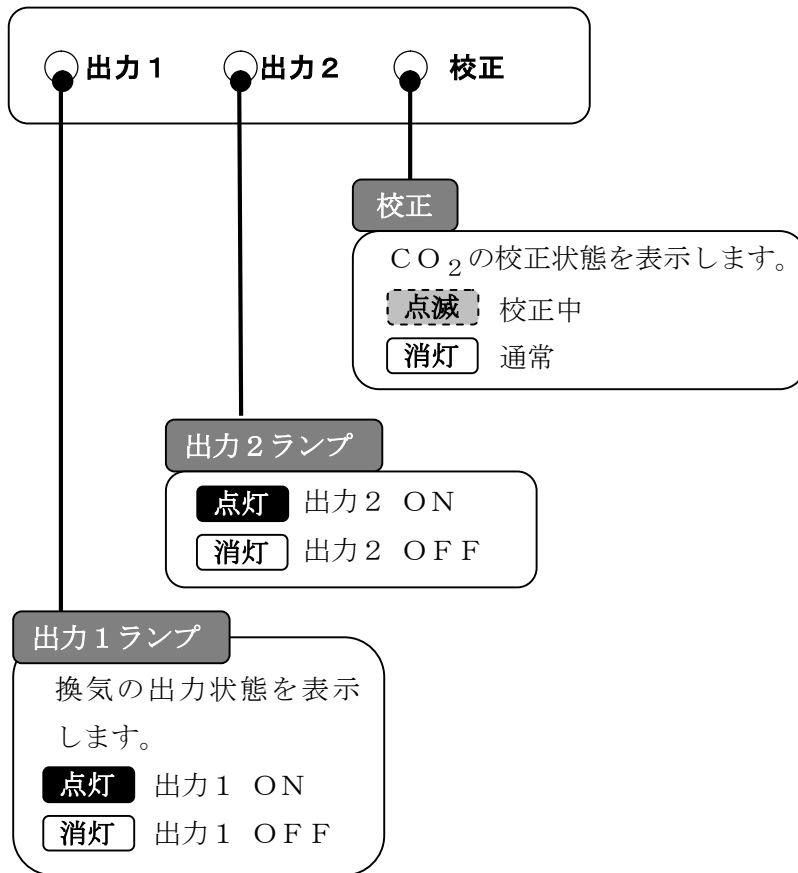 出力１ 出力２ 校正
校正
ＣＯ２の校正状態を表示します。
点滅 校正中
消灯 通常
出力２ランプ
点灯 出力２ ＯＮ
消灯 出力２ ＯＦＦ
出力１ランプ
換気の出力状態を表示
します。
点灯 出力１ ＯＮ
消灯 出力１ ＯＦＦ